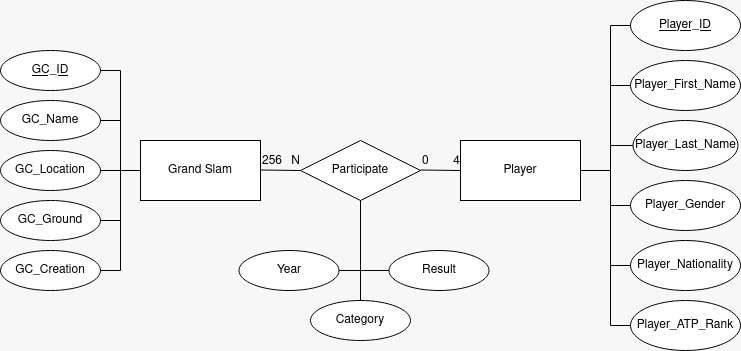 GC_ID
GC_Name
GC_Location
GC_Ground
GC_Creation
Grand Slam
256 N
Participate
0 4
Player
Year
Result
Category
Player_ID
Player_First_Name
Player_Last_Name
Player_Gender
Player_Nationality
Player_ATP_Rank